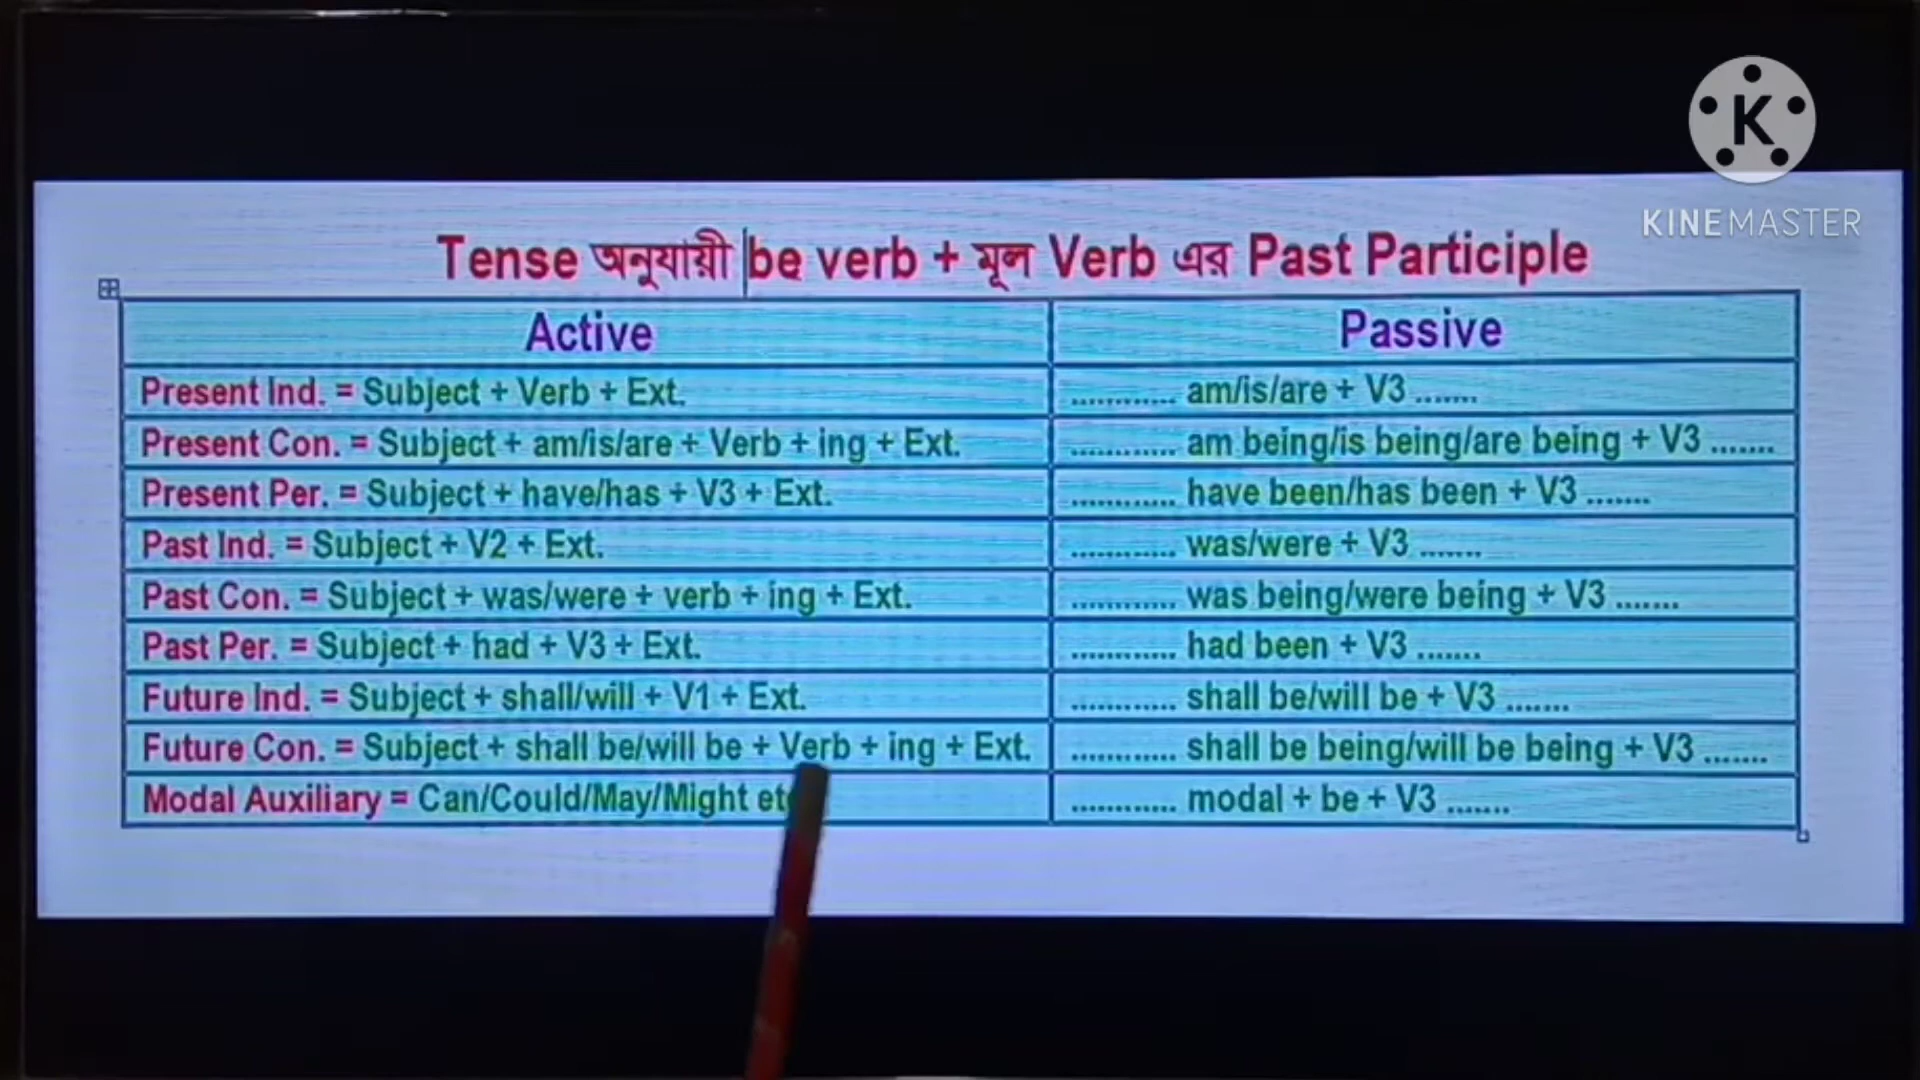 K
KINEMASTER
Tense অনুযায়ী be verb + মূল Verb এর Past Participle
Active Passive
Present Ind. = Subject + Verb + Ext. ............ am/is/are + V3 .......
Present Con. = Subject + am/is/are + Verb + ing + Ext. ............ am being/is being/are being + V3 .......
Present Per. = Subject + have/has + V3 + Ext. ............ have been/has been + V3 .......
Past Ind. = Subject + V2 + Ext. ............ was/were + V3 .......
Past Con. = Subject + was/were + verb + ing + Ext. ............ was being/were being + V3 .......
Past Per. = Subject + had + V3 + Ext. ............ had been + V3 .......
Future Ind. = Subject + shall/will + V1 + Ext. ............ shall be/will be + V3 .......
Future Con. = Subject + shall be/will be + Verb + ing + Ext. ............ shall be being/will be being + V3 .......
Modal Auxiliary = Can/Could/May/Might etc ............ modal + be + V3 .......